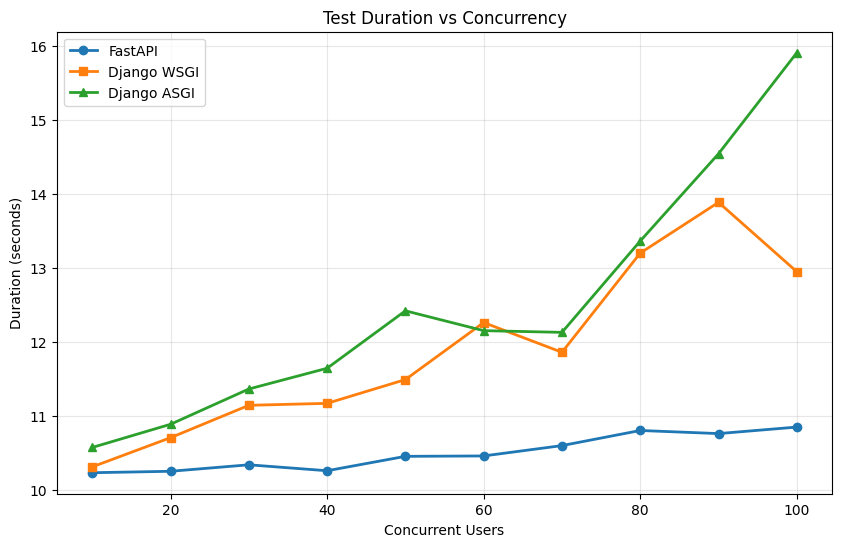 Test Duration vs Concurrency
FastAPI
Django WSGI
Django ASGI
Duration (seconds)
16
15
14
13
12
11
10
20
40
60
80
100
Concurrent Users